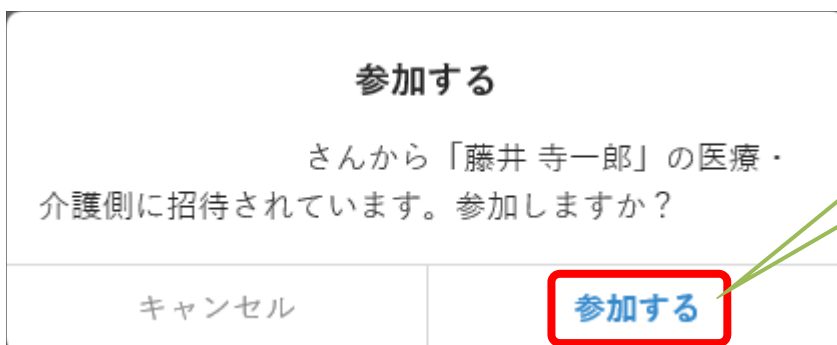 参加する
さんから「藤井 寺一郎」の医療・
介護側に招待されています。参加しますか？
キャンセル
参加する